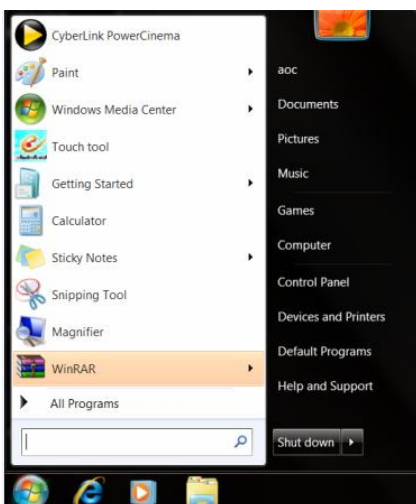 CyberLink PowerCinema
Paint
Windows Media Center
Touch tool
Getting Started
Calculator
Sticky Notes
Snipping Tool
Magnifier
WinRAR
All Programs
aoc
Documents
Pictures
Music
Games
Computer
Control Panel
Devices and Printers
Default Programs
Help and Support
Shut down